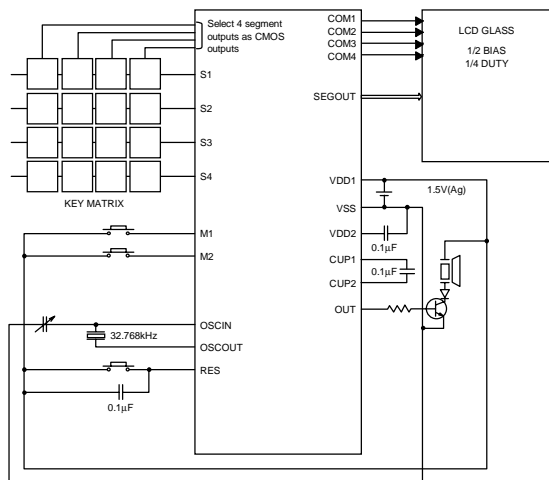 Select 4 segment
outputs as CMOS
outputs
S1
S2
S3
S4
KEY MATRIX
M1
M2
OSCIN
32.768kHz
OSCOUT
RES
0.1µF
COM1
COM2
COM3
COM4
SEGOUT
LCD GLASS
1/2 BIAS
1/4 DUTY
VDD1
1.5V(Ag)
VSS
VDD2
0.1µF
CUP1
0.1µF
CUP2
OUT